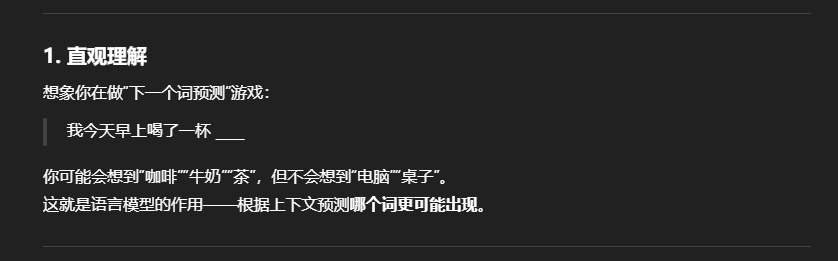 1. 直观理解
想象你在做“下一个词预测”游戏：
我今天早上喝了一杯 ____
你可能会想到“咖啡”“牛奶”“茶”，但不会想到“电脑”“桌子”。
这就是语言模型的作用——根据上下文预测哪个词更可能出现。